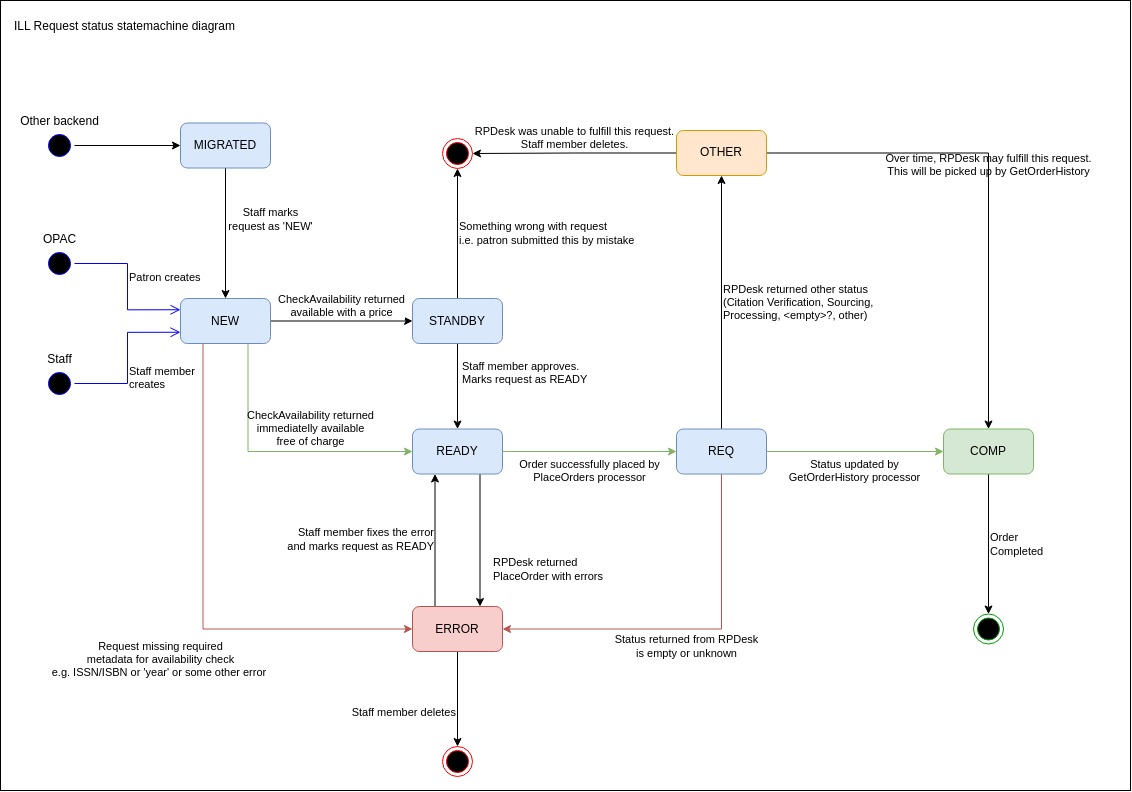 ILL Request status statemachine diagram
Other backend
MIGRATED
RPDesk was unable to fulfill this request.
Staff member deletes.
OTHER
Over time, RPDesk may fulfill this request.
This will be picked up by GetOrderHistory
Staff marks
request as 'NEW'
Something wrong with request
i.e. patron submitted this by mistake
OPAC
Patron creates
RPDesk returned other status
(Citation Verification, Sourcing,
Processing, <empty>?, other)
NEW
CheckAvailability returned
available with a price
STANDBY
Staff
Staff member
creates
Staff member approves.
Marks request as READY
CheckAvailability returned
immediatelly available
free of charge
READY
Order successfully placed by
PlaceOrders processor
REQ
Status updated by
GetOrderHistory processor
COMP
Staff member fixes the error
and marks request as READY
RPDesk returned
PlaceOrder with errors
Order
Completed
ERROR
Request missing required
metadata for availability check
e.g. ISSN/ISBN or 'year' or some other error
Status returned from RPDesk
is empty or unknown
Staff member deletes